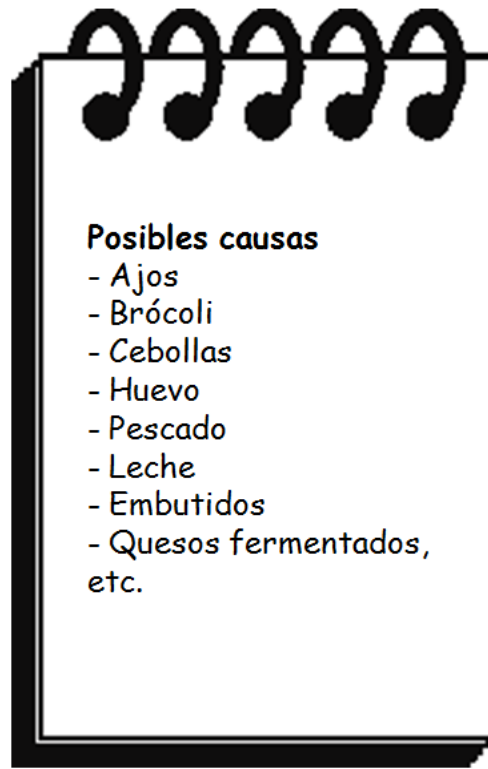 Posibles causas
- Ajos
- Brócoli
- Cebollas
- Huevo
- Pescado
- Leche
- Embutidos
- Quesos fermentados,
etc.